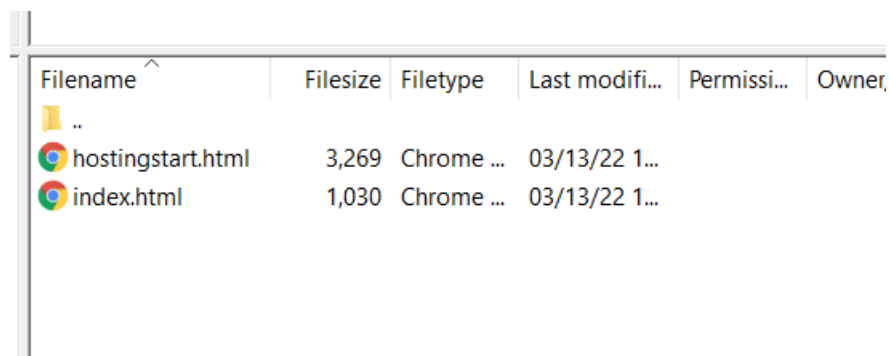 Filename Filesize Filetype Last modifi... Permissi... Owner
..
hostingstart.html 3,269 Chrome ... 03/13/22 1...
index.html 1,030 Chrome ... 03/13/22 1...